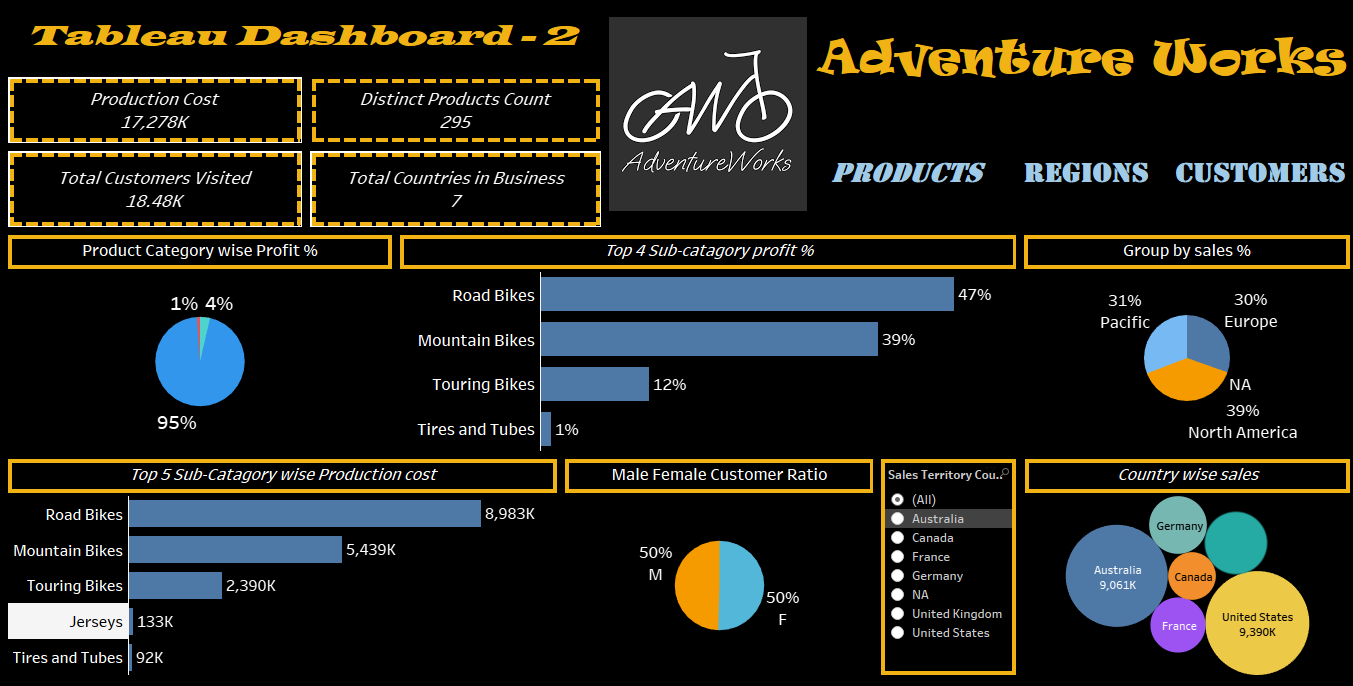 Tableau Dashboard - 2
Adventure Works
AdventureWorks
Production Cost
17,278K
Distinct Products Count
295
Total Customers Visited
18.48K
Total Countries in Business
7
PRODUCTS
REGIONS
CUSTOMERS
Product Category wise Profit %
1% 4%
95%
Top 4 Sub-catagory profit %
Road Bikes 47%
Mountain Bikes 39%
Touring Bikes 12%
Tires and Tubes 1%
Group by sales %
31%
Pacific
30%
Europe
NA
39%
North America
Top 5 Sub-Catagory wise Production cost
Road Bikes 8,983K
Mountain Bikes 5,439K
Touring Bikes 2,390K
Jerseys 133K
Tires and Tubes 92K
Male Female Customer Ratio
50%
M
50%
F
Sales Territory Cou..
(All)
Australia
Canada
France
Germany
NA
United Kingdom
United States
Country wise sales
Germany
Australia
9,061K
Canada
United States
9,390K
France